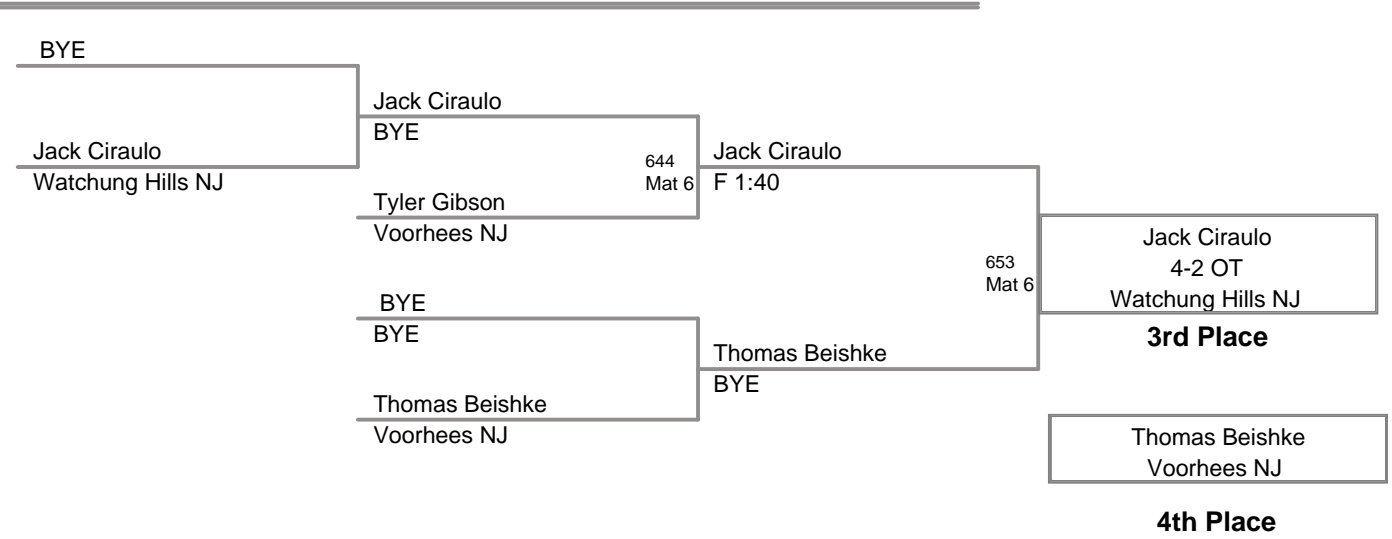 BYE
Jack Ciraulo
Watchung Hills NJ
Jack Ciraulo
BYE
Tyler Gibson
Voorhees NJ
BYE
BYE
Thomas Beishke
Voorhees NJ
644
Mat 6
Jack Ciraulo
F 1:40
Thomas Beishke
BYE
653
Mat 6
Jack Ciraulo
4-2 OT
Watchung Hills NJ
3rd Place
Thomas Beishke
Voorhees NJ
4th Place